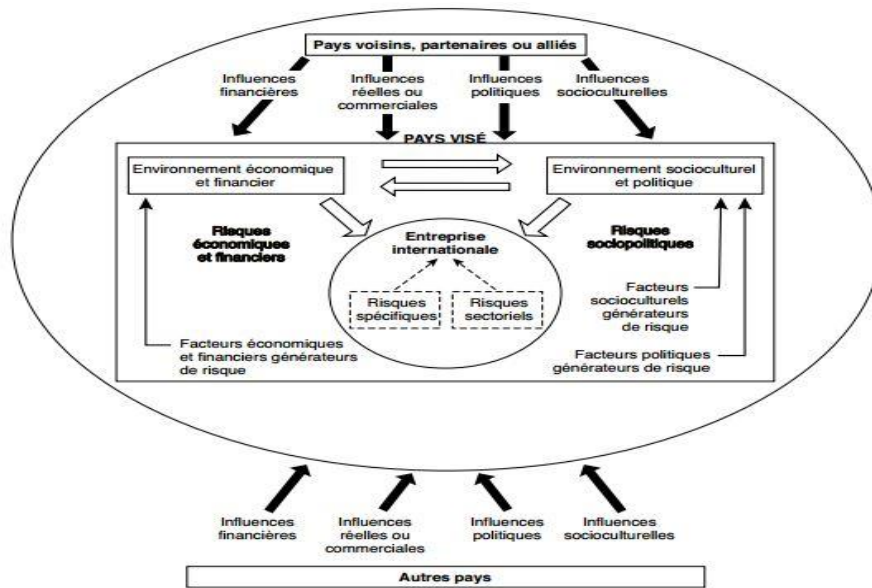 Pays voisins, partenaires ou alliés
Influences
financières
Influences
réelles ou
commerciales
Influences
politiques
Influences
socioculturelles
PAYS VISÉ
Environnement économique
et financier
Environnement socioculturel
et politique
Risques
économiques
et financiers
Entreprise
internationale
Risques
sociopolitiques
Risques
spécifiques
Risques
sectoriels
Facteurs
socioculturels
générateurs
de risque
Facteurs économiques
et financiers générateurs
de risque
Facteurs politiques
générateurs de risque
Influences
financières
Influences
réelles ou
commerciales
Influences
politiques
Influences
socioculturelles
Autres pays